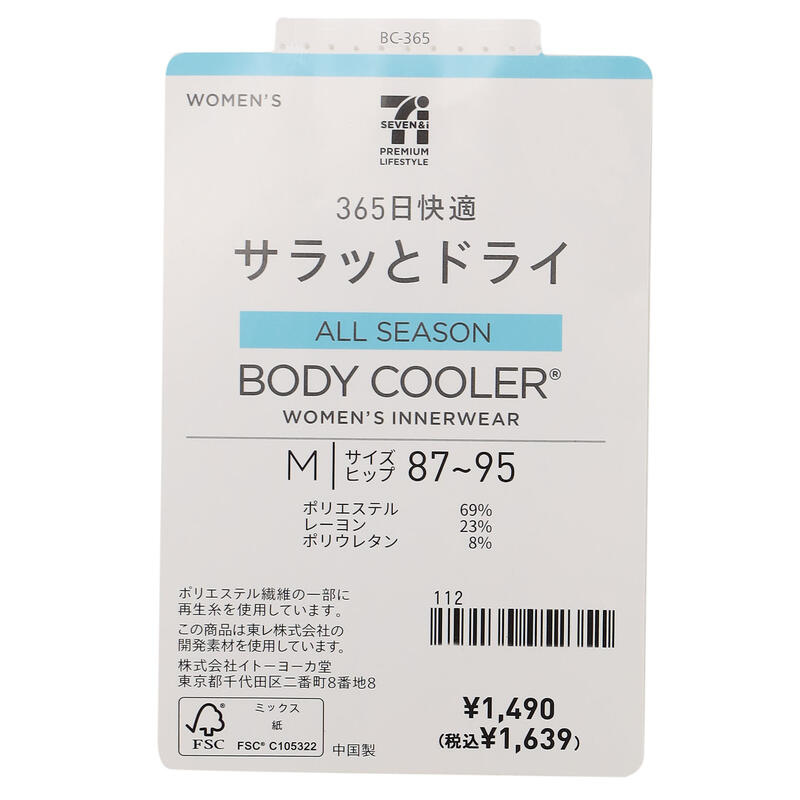 BC-365
WOMEN'S
SEVEN&i
PREMIUM
LIFESTYLE
365日快適
サラッとドライ
ALL SEASON
BODY COOLER®
WOMEN'S INNERWEAR
M サイズ ヒップ 87~95
ポリエステル 69%
レーヨン 23%
ポリウレタン 8%
ポリエステル繊維の一部に
再生糸を使用しています。
この商品は東レ株式会社の
開発素材を使用しています。
株式会社イトーヨーカ堂
東京都千代田区二番町8番地8
112
¥1,490
(税込¥1,639)
FSC
ミックス
紙
FSC® C105322
中国製